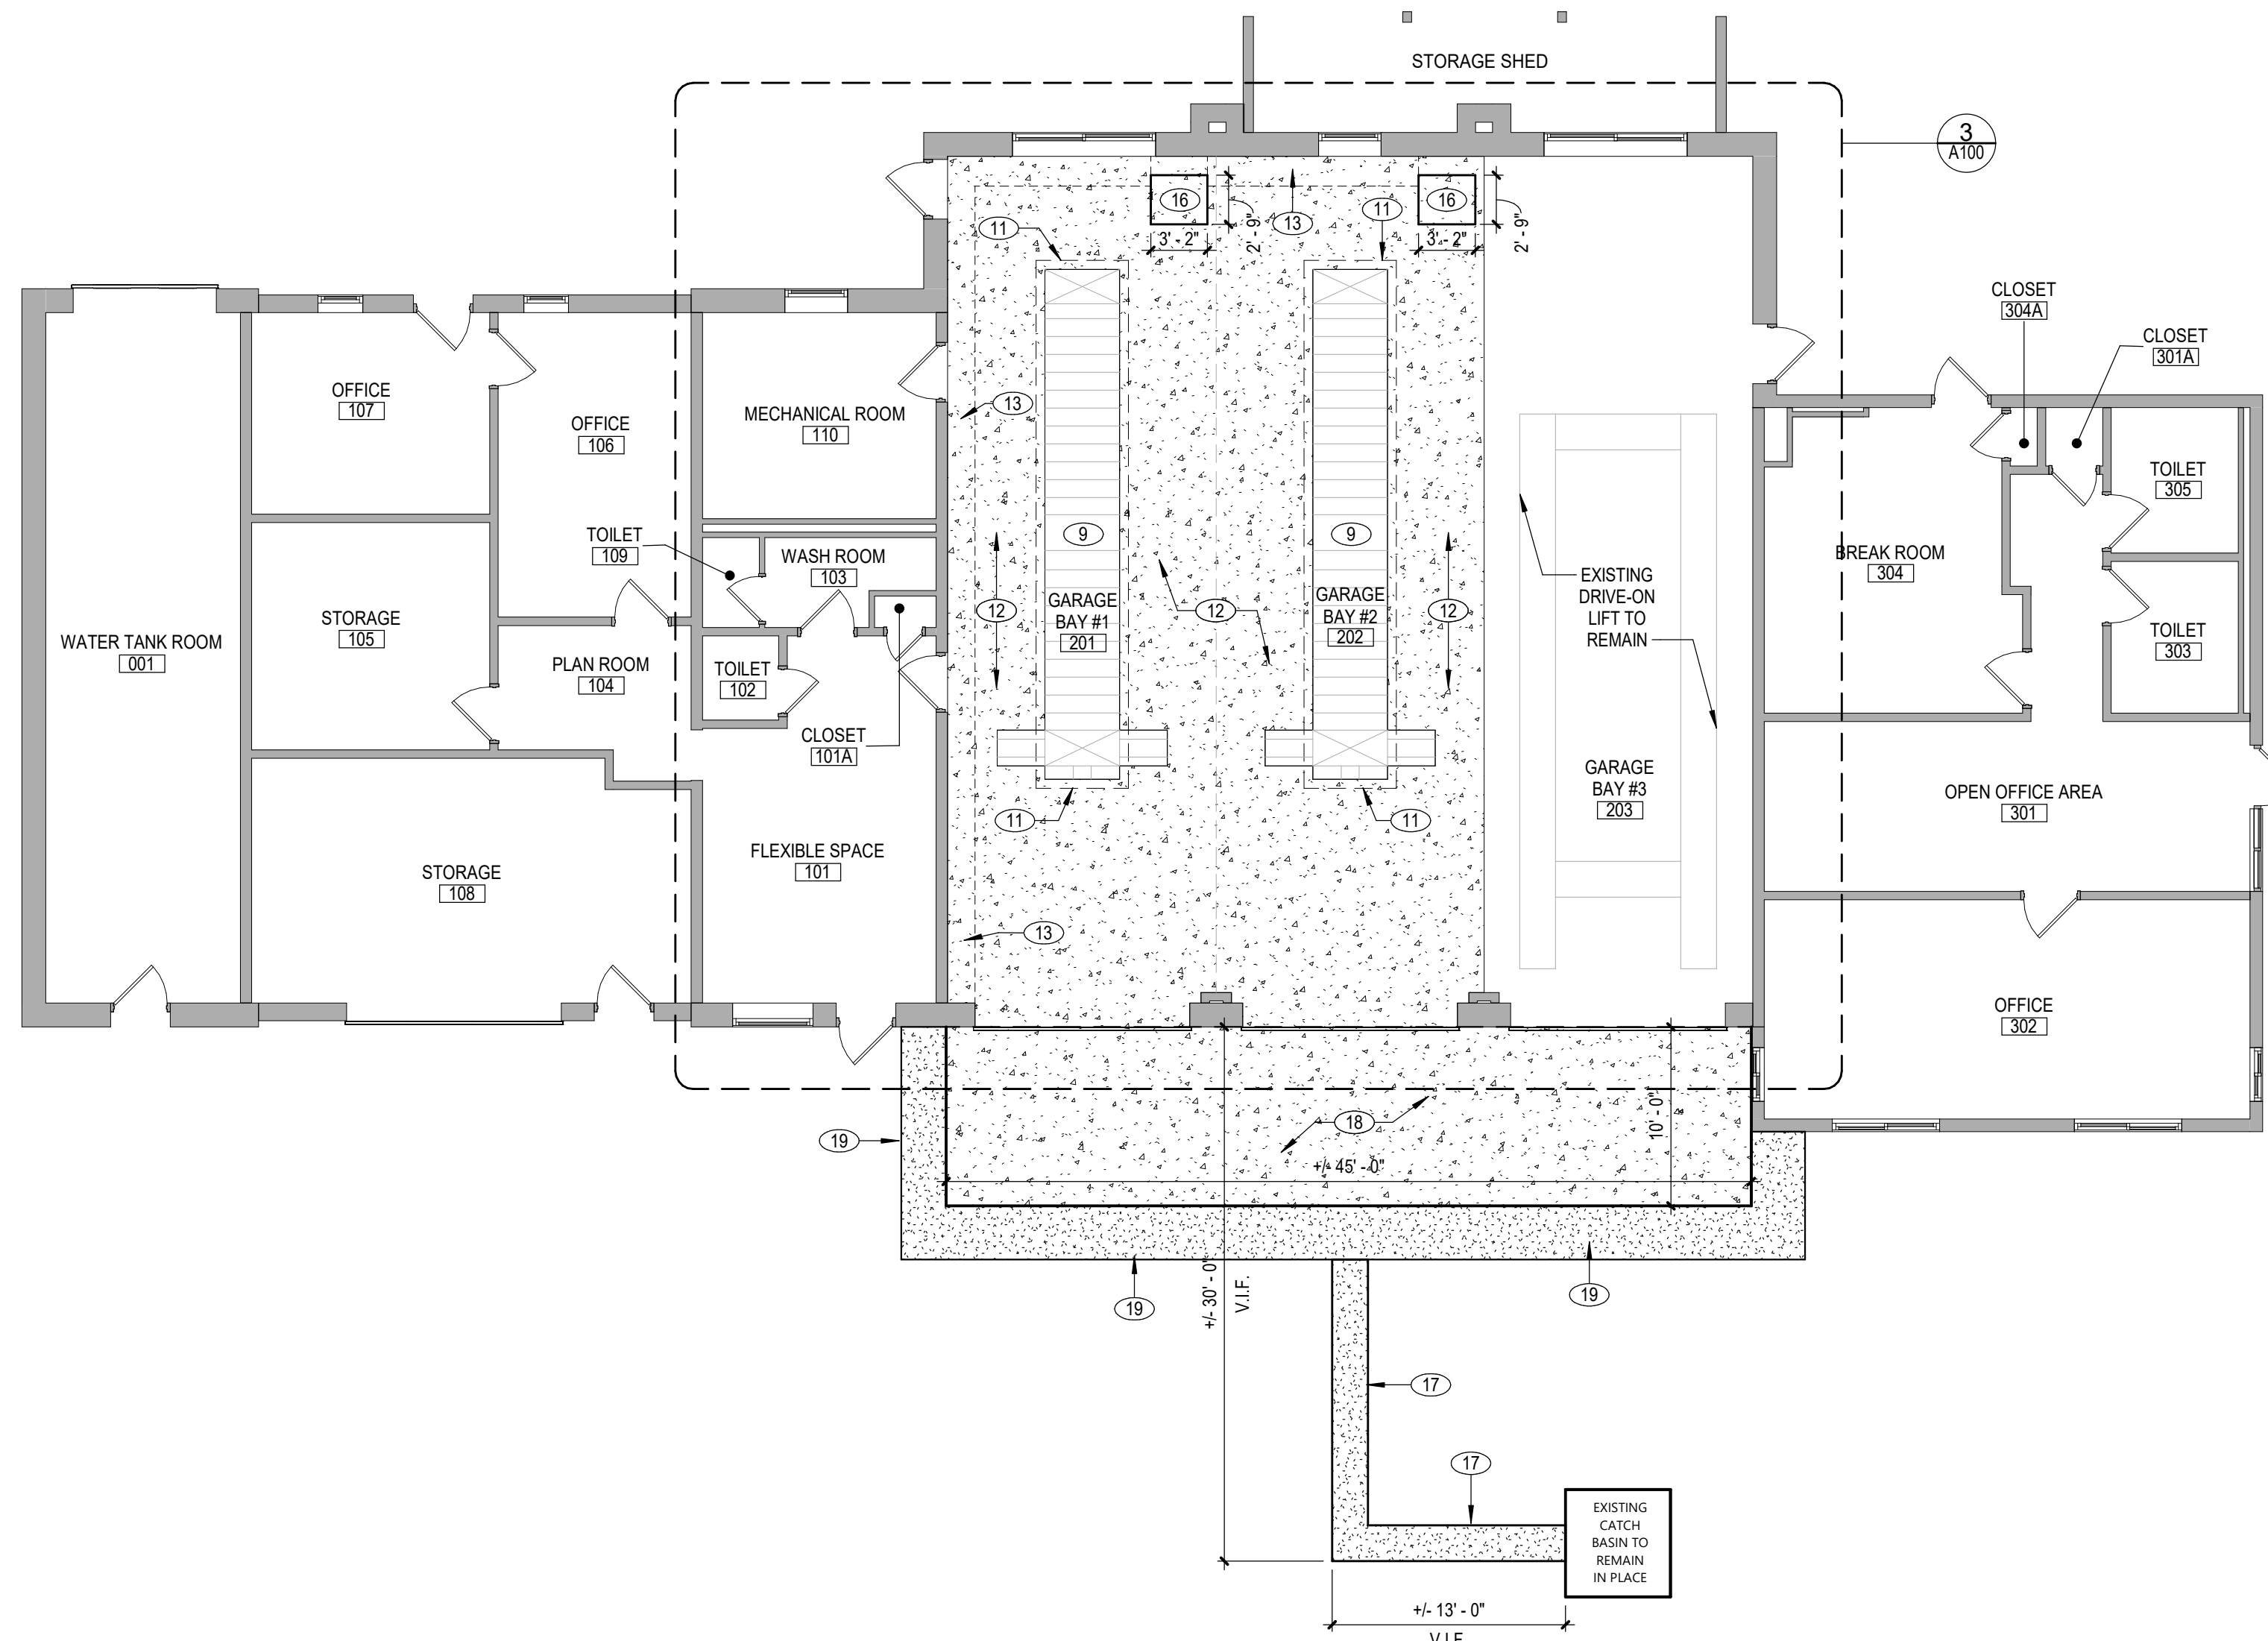 STORAGE SHED
3
A100
16
16
11
13
11
3' - 2"
2' - 9"
3' - 2"
2' - 9"
CLOSET
304A
CLOSET
301A
OFFICE
107
OFFICE
106
MECHANICAL ROOM
110
13
TOILET
305
TOILET
109
WASH ROOM
103
9
9
BREAK ROOM
304
EXISTING
DRIVE-ON
LIFT TO
REMAIN
STORAGE
105
12
GARAGE
BAY #1
201
12
GARAGE
BAY #2
202
12
TOILET
303
WATER TANK ROOM
001
PLAN ROOM
104
TOILET
102
CLOSET
101A
GARAGE
BAY #3
203
OPEN OFFICE AREA
301
11
11
FLEXIBLE SPACE
101
STORAGE
108
13
OFFICE
302
19
18
10' - 0"
+/- 45' - 0"
+/- 30' - 0"
V.I.F.
19
19
17
17
EXISTING
CATCH
BASIN TO
REMAIN
IN PLACE
+/- 13' - 0"
V.I.F.